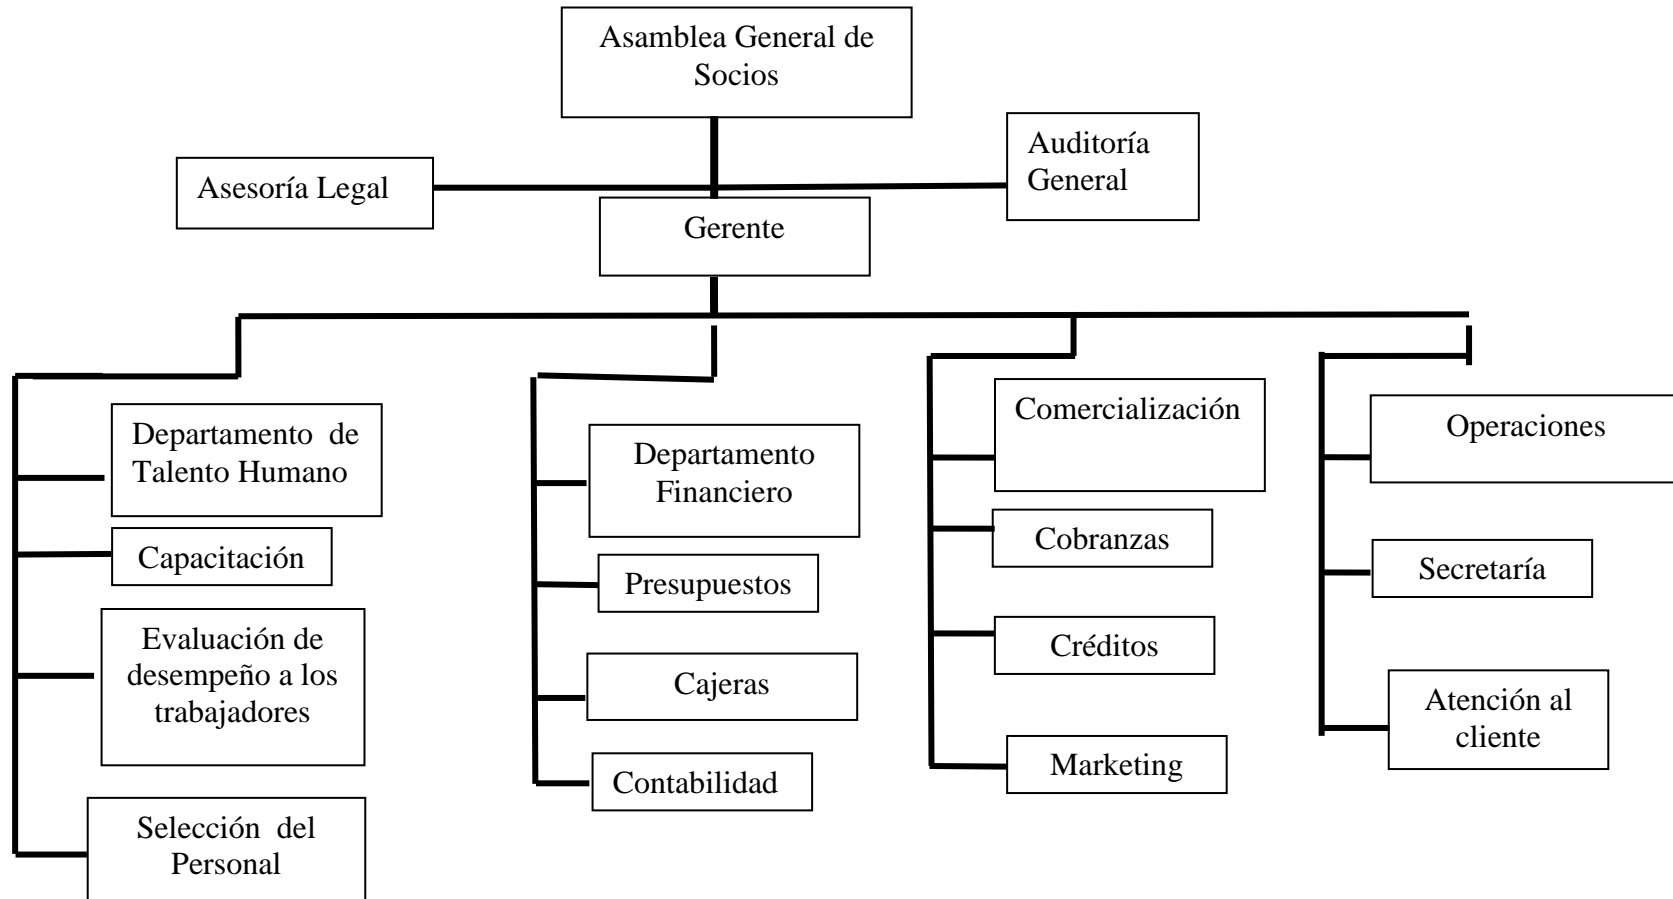 Asamblea General de
Socios
Auditoría
General
Asesoría Legal
Gerente
Departamento  de
Talento Humano
Capacitación
Evaluación de
desempeño a los
trabajadores
Selección  del
Personal
Departamento
Financiero
Presupuestos
Cajeras
Contabilidad
Comercialización
Cobranzas
Créditos
Marketing
Operaciones
Secretaría
Atención al
cliente